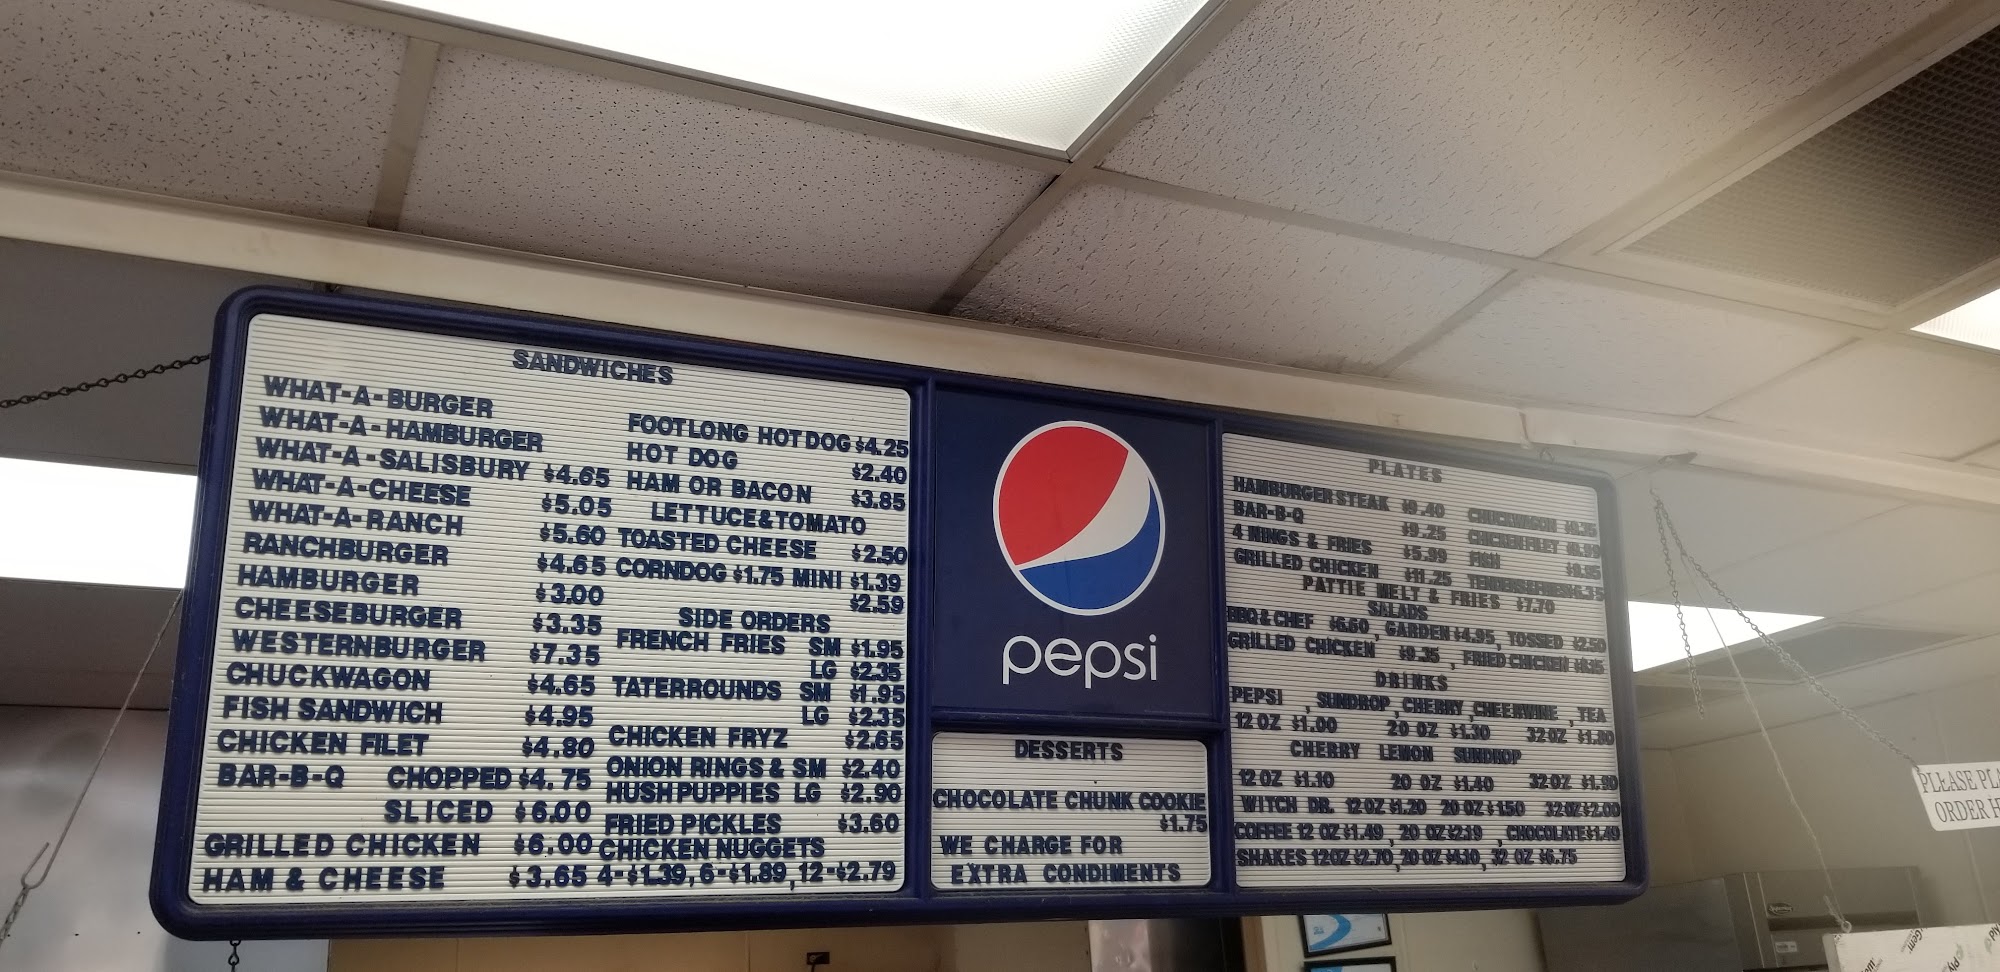 SANDWICHES
WHAT-A-BURGER
WHAT-A-HAMBURGER
WHAT-A-SALISBURY $4.65
WHAT-A-CHEESE $5.05
WHAT-A-RANCH $5.60
RANCHBURGER $4.65
HAMBURGER $3.00
CHEESEBURGER $3.35
WESTERNBURGER $7.35
CHUCKWAGON $4.65
FISH SANDWICH $4.95
CHICKEN FILET $4.80
BAR-B-Q CHOPPED $4.75
SLICED $6.00
GRILLED CHICKEN $6.00
HAM & CHEESE $3.65
FOOTLONG HOT DOG $4.25
HOT DOG $2.40
HAM OR BACON $3.85
LETTUCE&TOMATO
TOASTED CHEESE $2.50
CORNDOG $1.75 MINI $1.39
$2.59
SIDE ORDERS
FRENCH FRIES SM $1.95
LG $2.35
TATERROUNDS SM $1.95
LG $2.35
CHICKEN FRYZ $2.65
ONION RINGS & SM $2.40
HUSHPUPPIES LG $2.90
FRIED PICKLES $3.60
CHICKEN NUGGETS
4-$1.39, 6-$1.89, 12-$2.79
pepsi
DESSERTS
CHOCOLATE CHUNK COOKIE
$1.75
WE CHARGE FOR
EXTRA CONDIMENTS
PLATES
HAMBURGER STEAK $9.40 CHUCKWAGON
BAR-B-Q $9.25 CHICKEN FILET
4 WINGS & FRIES $5.99 FISH
GRILLED CHICKEN $11.25
PATTIE MELT & FRIES $7.70
SALADS
BBQ & CHEF $6.60, GARDEN $4.95, TOSSED $2.50
GRILLED CHICKEN $9.35, FRIED CHICKEN
DRINKS
PEPSI, SUNDROP, CHERRY, CHEERWINE, TEA
12 OZ $1.00 20 OZ $1.30 32 OZ $1.80
CHERRY LEMON SUNDROP
12 OZ $1.10 20 OZ $1.40 32 OZ $1.90
WITCH DR. 12 OZ $1.20 20 OZ $1.50 32 OZ $2.00
COFFEE 12 OZ $1.49, 20 OZ $2.19, CHOCOLATE $1.49
SHAKES 12OZ $2.70, 20 OZ $4.10, 32 OZ $6.75
PLEASE PLA
ORDER H